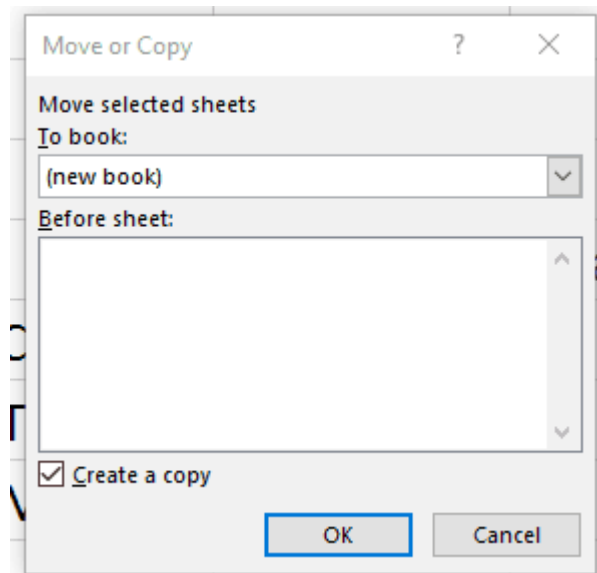 Move or Copy ?
Move selected sheets
To book:
(new book)
Before sheet:
Create a copy
OK Cancel